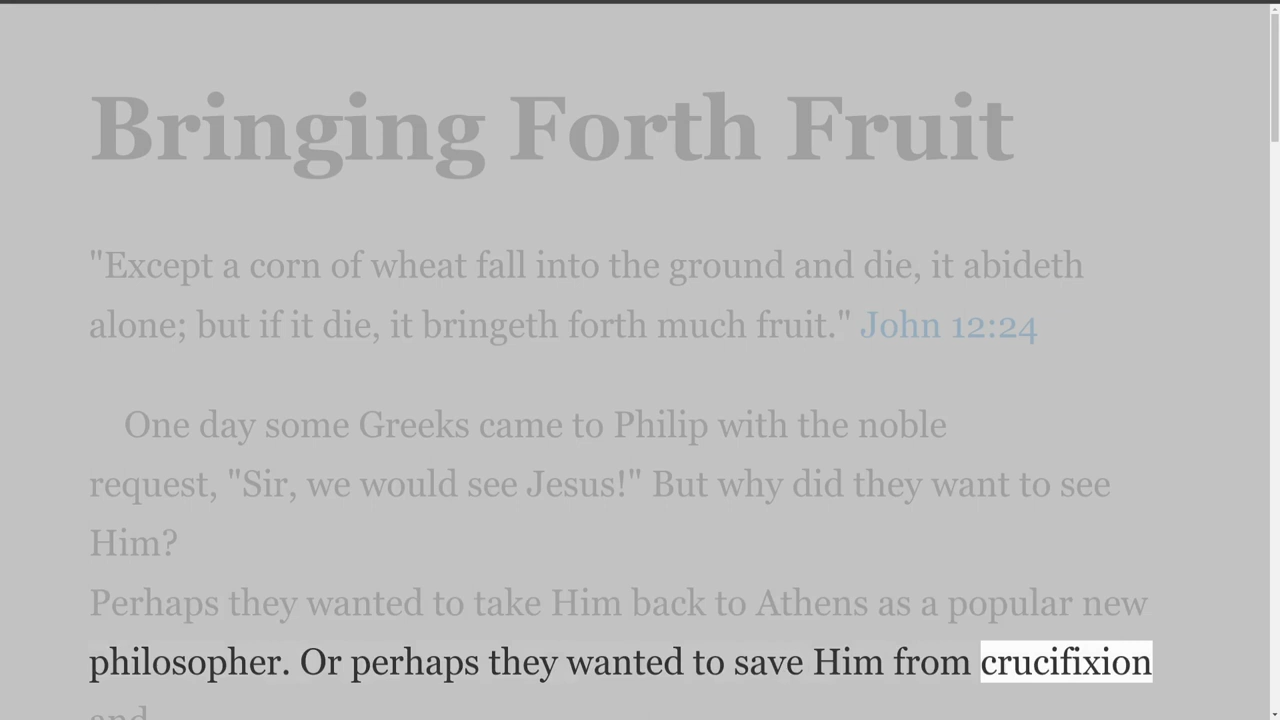 Bringing Forth Fruit
"Except a corn of wheat fall into the ground and die, it abideth
alone; but if it die, it bringeth forth much fruit." John 12:24
One day some Greeks came to Philip with the noble
request, "Sir, we would see Jesus!" But why did they want to see
Him?
Perhaps they wanted to take Him back to Athens as a popular new
philosopher. Or perhaps they wanted to save Him from crucifixion
and